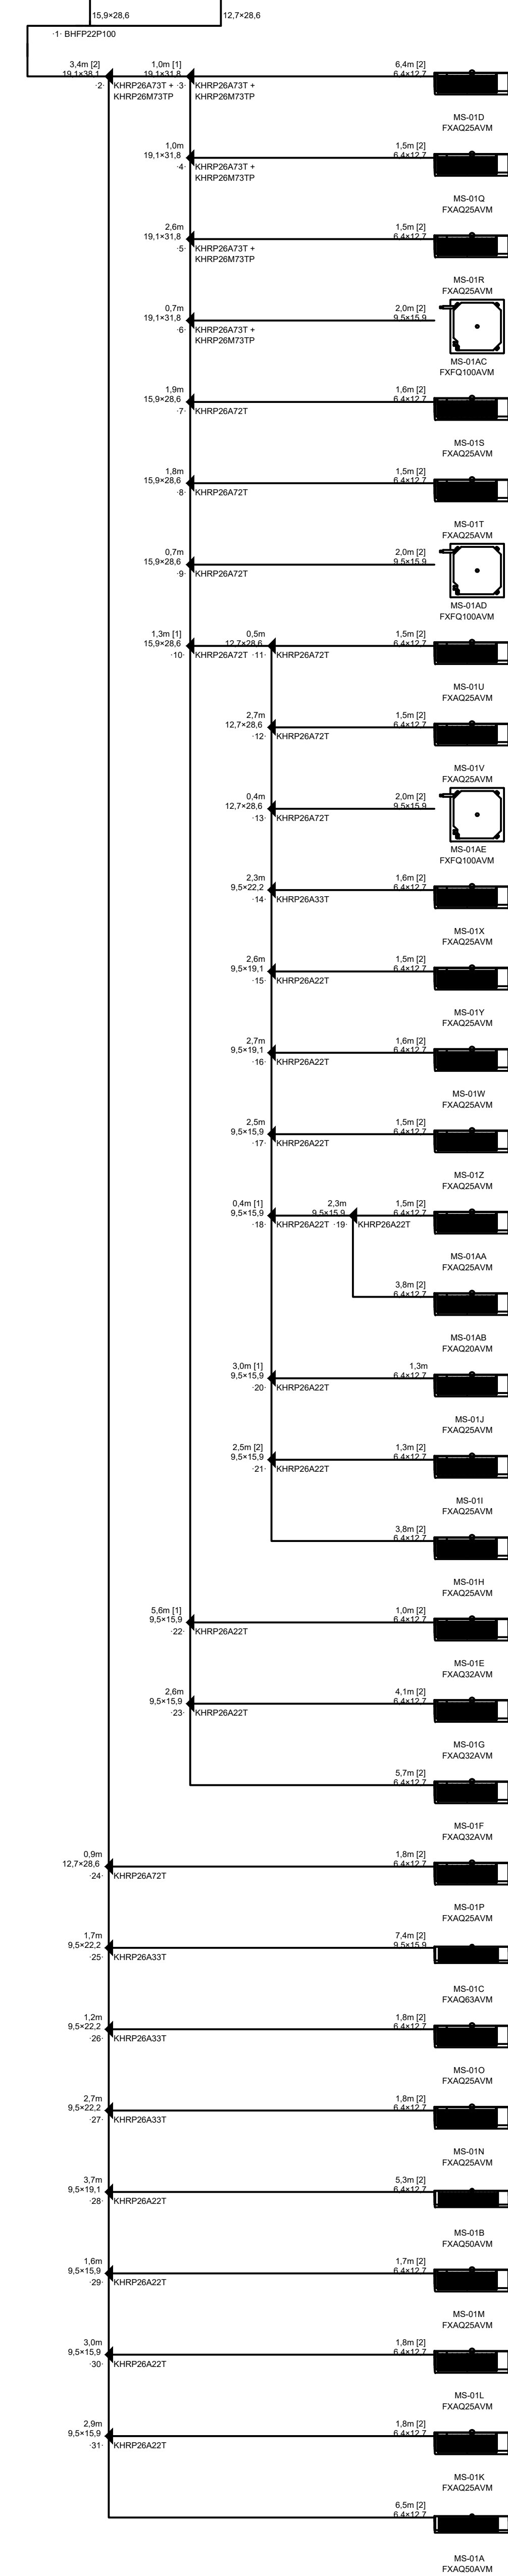 15,9×28,6
12,7×28,6
·1· BHFP22P100
3,4m [2]
19,1×38,1
·2·
KHRP26A73T +
KHRP26M73TP
1,0m [1]
19,1×31,8
·3·
KHRP26A73T +
KHRP26M73TP
6,4m [2]
6,4×12,7
MS-01D
FXAQ25AVM
1,0m
19,1×31,8
·4·
KHRP26A73T +
KHRP26M73TP
1,5m [2]
6,4×12,7
MS-01Q
FXAQ25AVM
2,6m
19,1×31,8
·5·
KHRP26A73T +
KHRP26M73TP
1,5m [2]
6,4×12,7
MS-01R
FXAQ25AVM
0,7m
19,1×31,8
·6·
KHRP26A73T +
KHRP26M73TP
2,0m [2]
9,5×15,9
MS-01AC
FXFQ100AVM
1,9m
15,9×28,6
·7·
KHRP26A72T
1,6m [2]
6,4×12,7
MS-01S
FXAQ25AVM
1,8m
15,9×28,6
·8·
KHRP26A72T
1,5m [2]
6,4×12,7
MS-01T
FXAQ25AVM
0,7m
15,9×28,6
·9·
KHRP26A72T
2,0m [2]
9,5×15,9
MS-01AD
FXFQ100AVM
1,3m [1]
15,9×28,6
·10·
KHRP26A72T
0,5m
12,7×28,6
·11·
KHRP26A72T
1,5m [2]
6,4×12,7
MS-01U
FXAQ25AVM
2,7m
12,7×28,6
·12·
KHRP26A72T
1,5m [2]
6,4×12,7
MS-01V
FXAQ25AVM
0,4m
12,7×28,6
·13·
KHRP26A72T
2,0m [2]
9,5×15,9
MS-01AE
FXFQ100AVM
2,3m
9,5×22,2
·14·
KHRP26A33T
1,6m [2]
6,4×12,7
MS-01X
FXAQ25AVM
2,6m
9,5×19,1
·15·
KHRP26A22T
1,5m [2]
6,4×12,7
MS-01Y
FXAQ25AVM
2,7m
9,5×19,1
·16·
KHRP26A22T
1,6m [2]
6,4×12,7
MS-01W
FXAQ25AVM
2,5m
9,5×15,9
·17·
KHRP26A22T
1,5m [2]
6,4×12,7
MS-01Z
FXAQ25AVM
0,4m [1]
9,5×15,9
·18·
KHRP26A22T
2,3m
9,5×15,9
·19·
KHRP26A22T
1,5m [2]
6,4×12,7
MS-01AA
FXAQ25AVM
3,8m [2]
6,4×12,7
MS-01AB
FXAQ20AVM
3,0m [1]
9,5×15,9
·20·
KHRP26A22T
1,3m
6,4×12,7
MS-01J
FXAQ25AVM
2,5m [2]
9,5×15,9
·21·
KHRP26A22T
1,3m [2]
6,4×12,7
MS-01I
FXAQ25AVM
3,8m [2]
6,4×12,7
MS-01H
FXAQ25AVM
5,6m [1]
9,5×15,9
·22·
KHRP26A22T
1,0m [2]
6,4×12,7
MS-01E
FXAQ32AVM
2,6m
9,5×15,9
·23·
KHRP26A22T
4,1m [2]
6,4×12,7
MS-01G
FXAQ32AVM
5,7m [2]
6,4×12,7
MS-01F
FXAQ32AVM
0,9m
12,7×28,6
·24·
KHRP26A72T
1,8m [2]
6,4×12,7
MS-01P
FXAQ25AVM
1,7m
9,5×22,2
·25·
KHRP26A33T
7,4m [2]
9,5×15,9
MS-01C
FXAQ63AVM
1,2m
9,5×22,2
·26·
KHRP26A33T
1,8m [2]
6,4×12,7
MS-01O
FXAQ25AVM
2,7m
9,5×22,2
·27·
KHRP26A33T
1,8m [2]
6,4×12,7
MS-01N
FXAQ25AVM
3,7m
9,5×19,1
·28·
KHRP26A22T
5,3m [2]
6,4×12,7
MS-01B
FXAQ50AVM
1,6m
9,5×15,9
·29·
KHRP26A22T
1,7m [2]
6,4×12,7
MS-01M
FXAQ25AVM
3,0m
9,5×15,9
·30·
KHRP26A22T
1,8m [2]
6,4×12,7
MS-01L
FXAQ25AVM
2,9m
9,5×15,9
·31·
KHRP26A22T
1,8m [2]
6,4×12,7
MS-01K
FXAQ25AVM
6,5m [2]
6,4×12,7
MS-01A
FXAQ50AVM